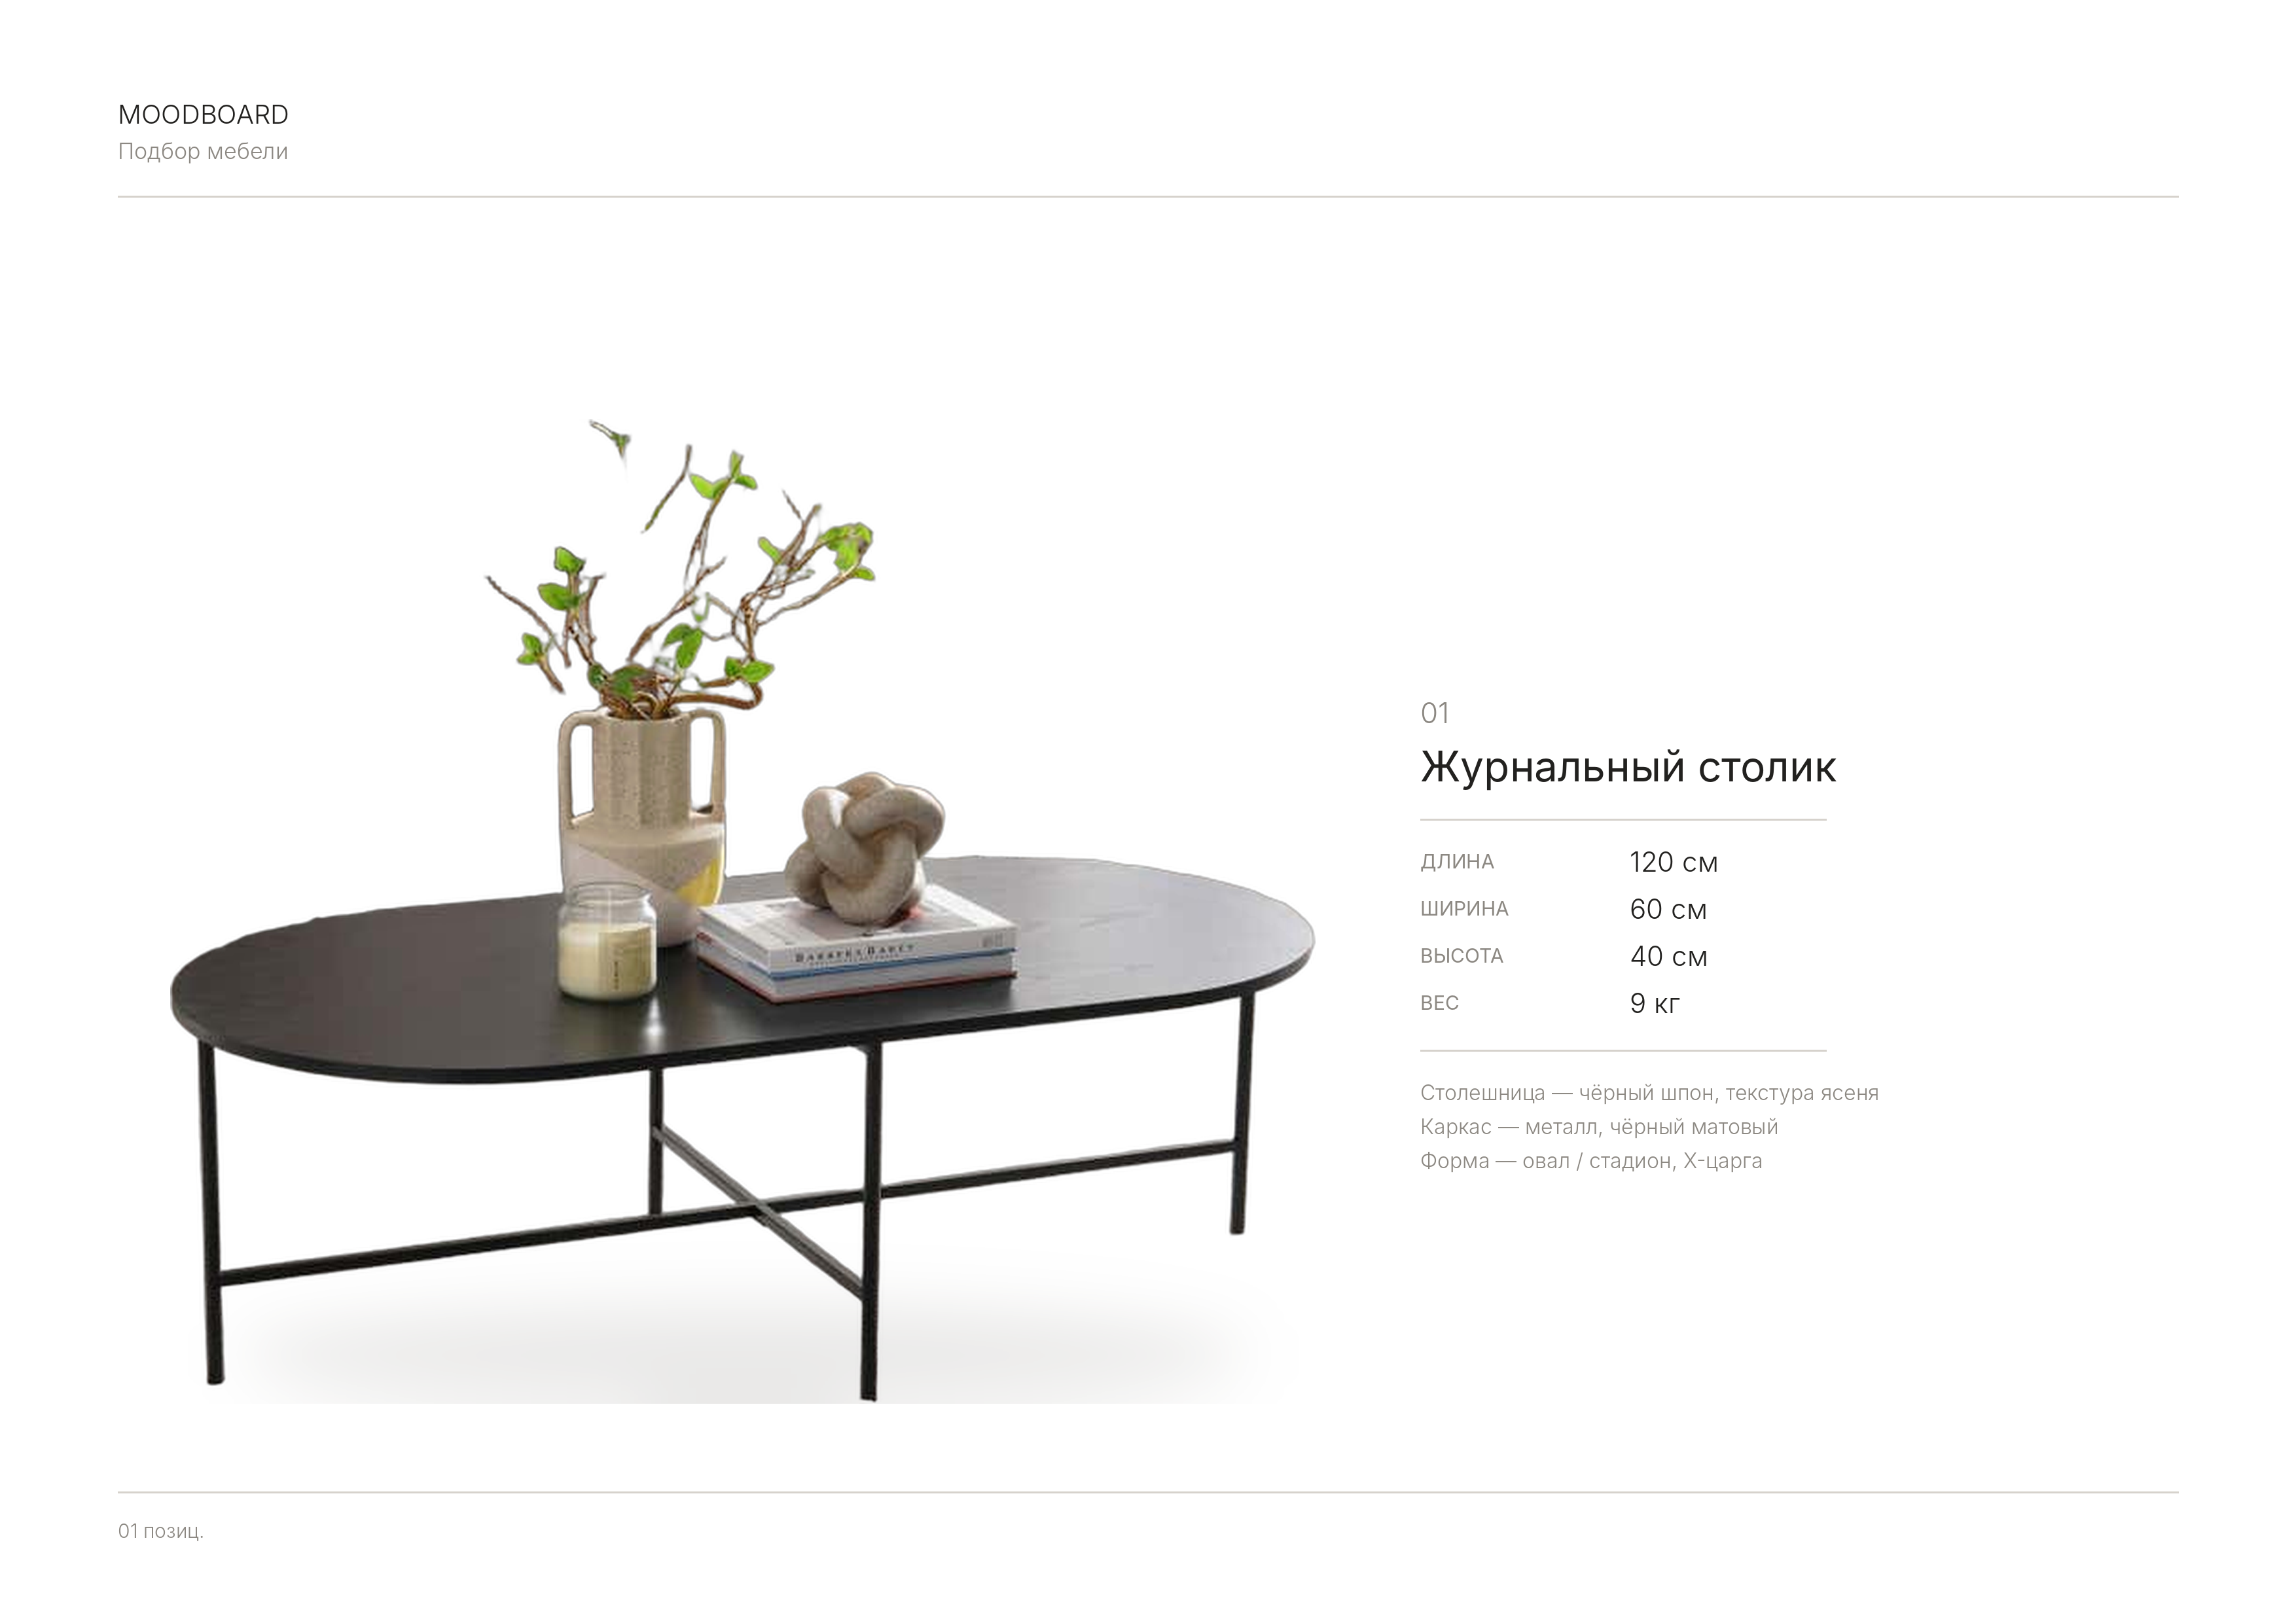 MOODBOARD
Подбор мебели
01
Журнальный столик
ДЛИНА 120 см
ШИРИНА 60 см
ВЫСОТА 40 см
ВЕС 9 кг
Столешница — чёрный шпон, текстура ясеня
Каркас — металл, чёрный матовый
Форма — овал / стадион, X-царга
01 позиц.